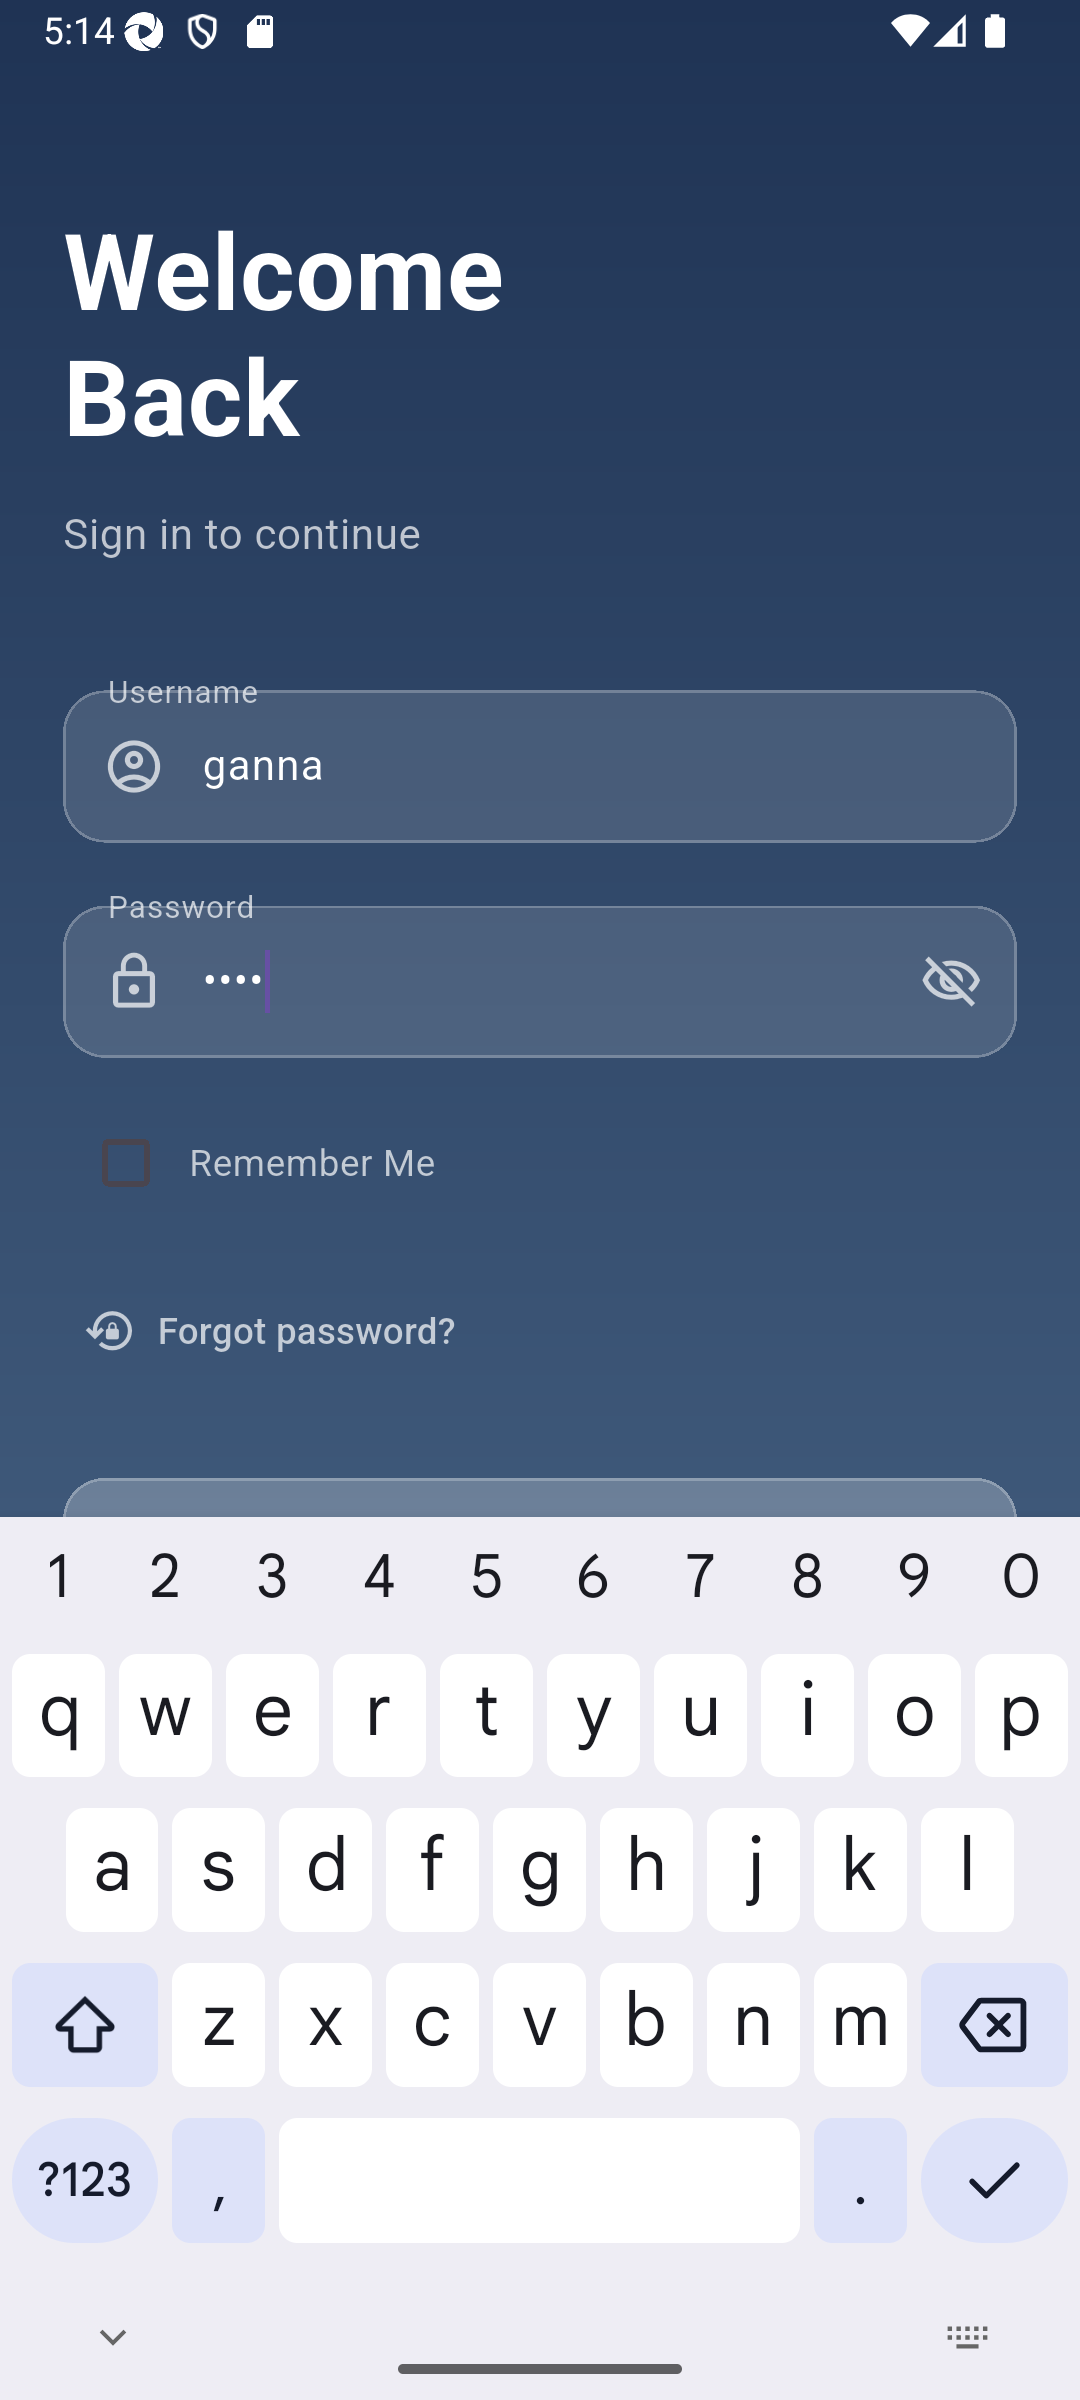 5:14
Welcome
Back
Sign in to continue
Username
ganna
Password
••••
Remember Me
Forgot password?
1 2 3 4 5 6 7 8 9 0
q w e r t y u i o p
a s d f g h j k l
z x c v b n m
?123 , .